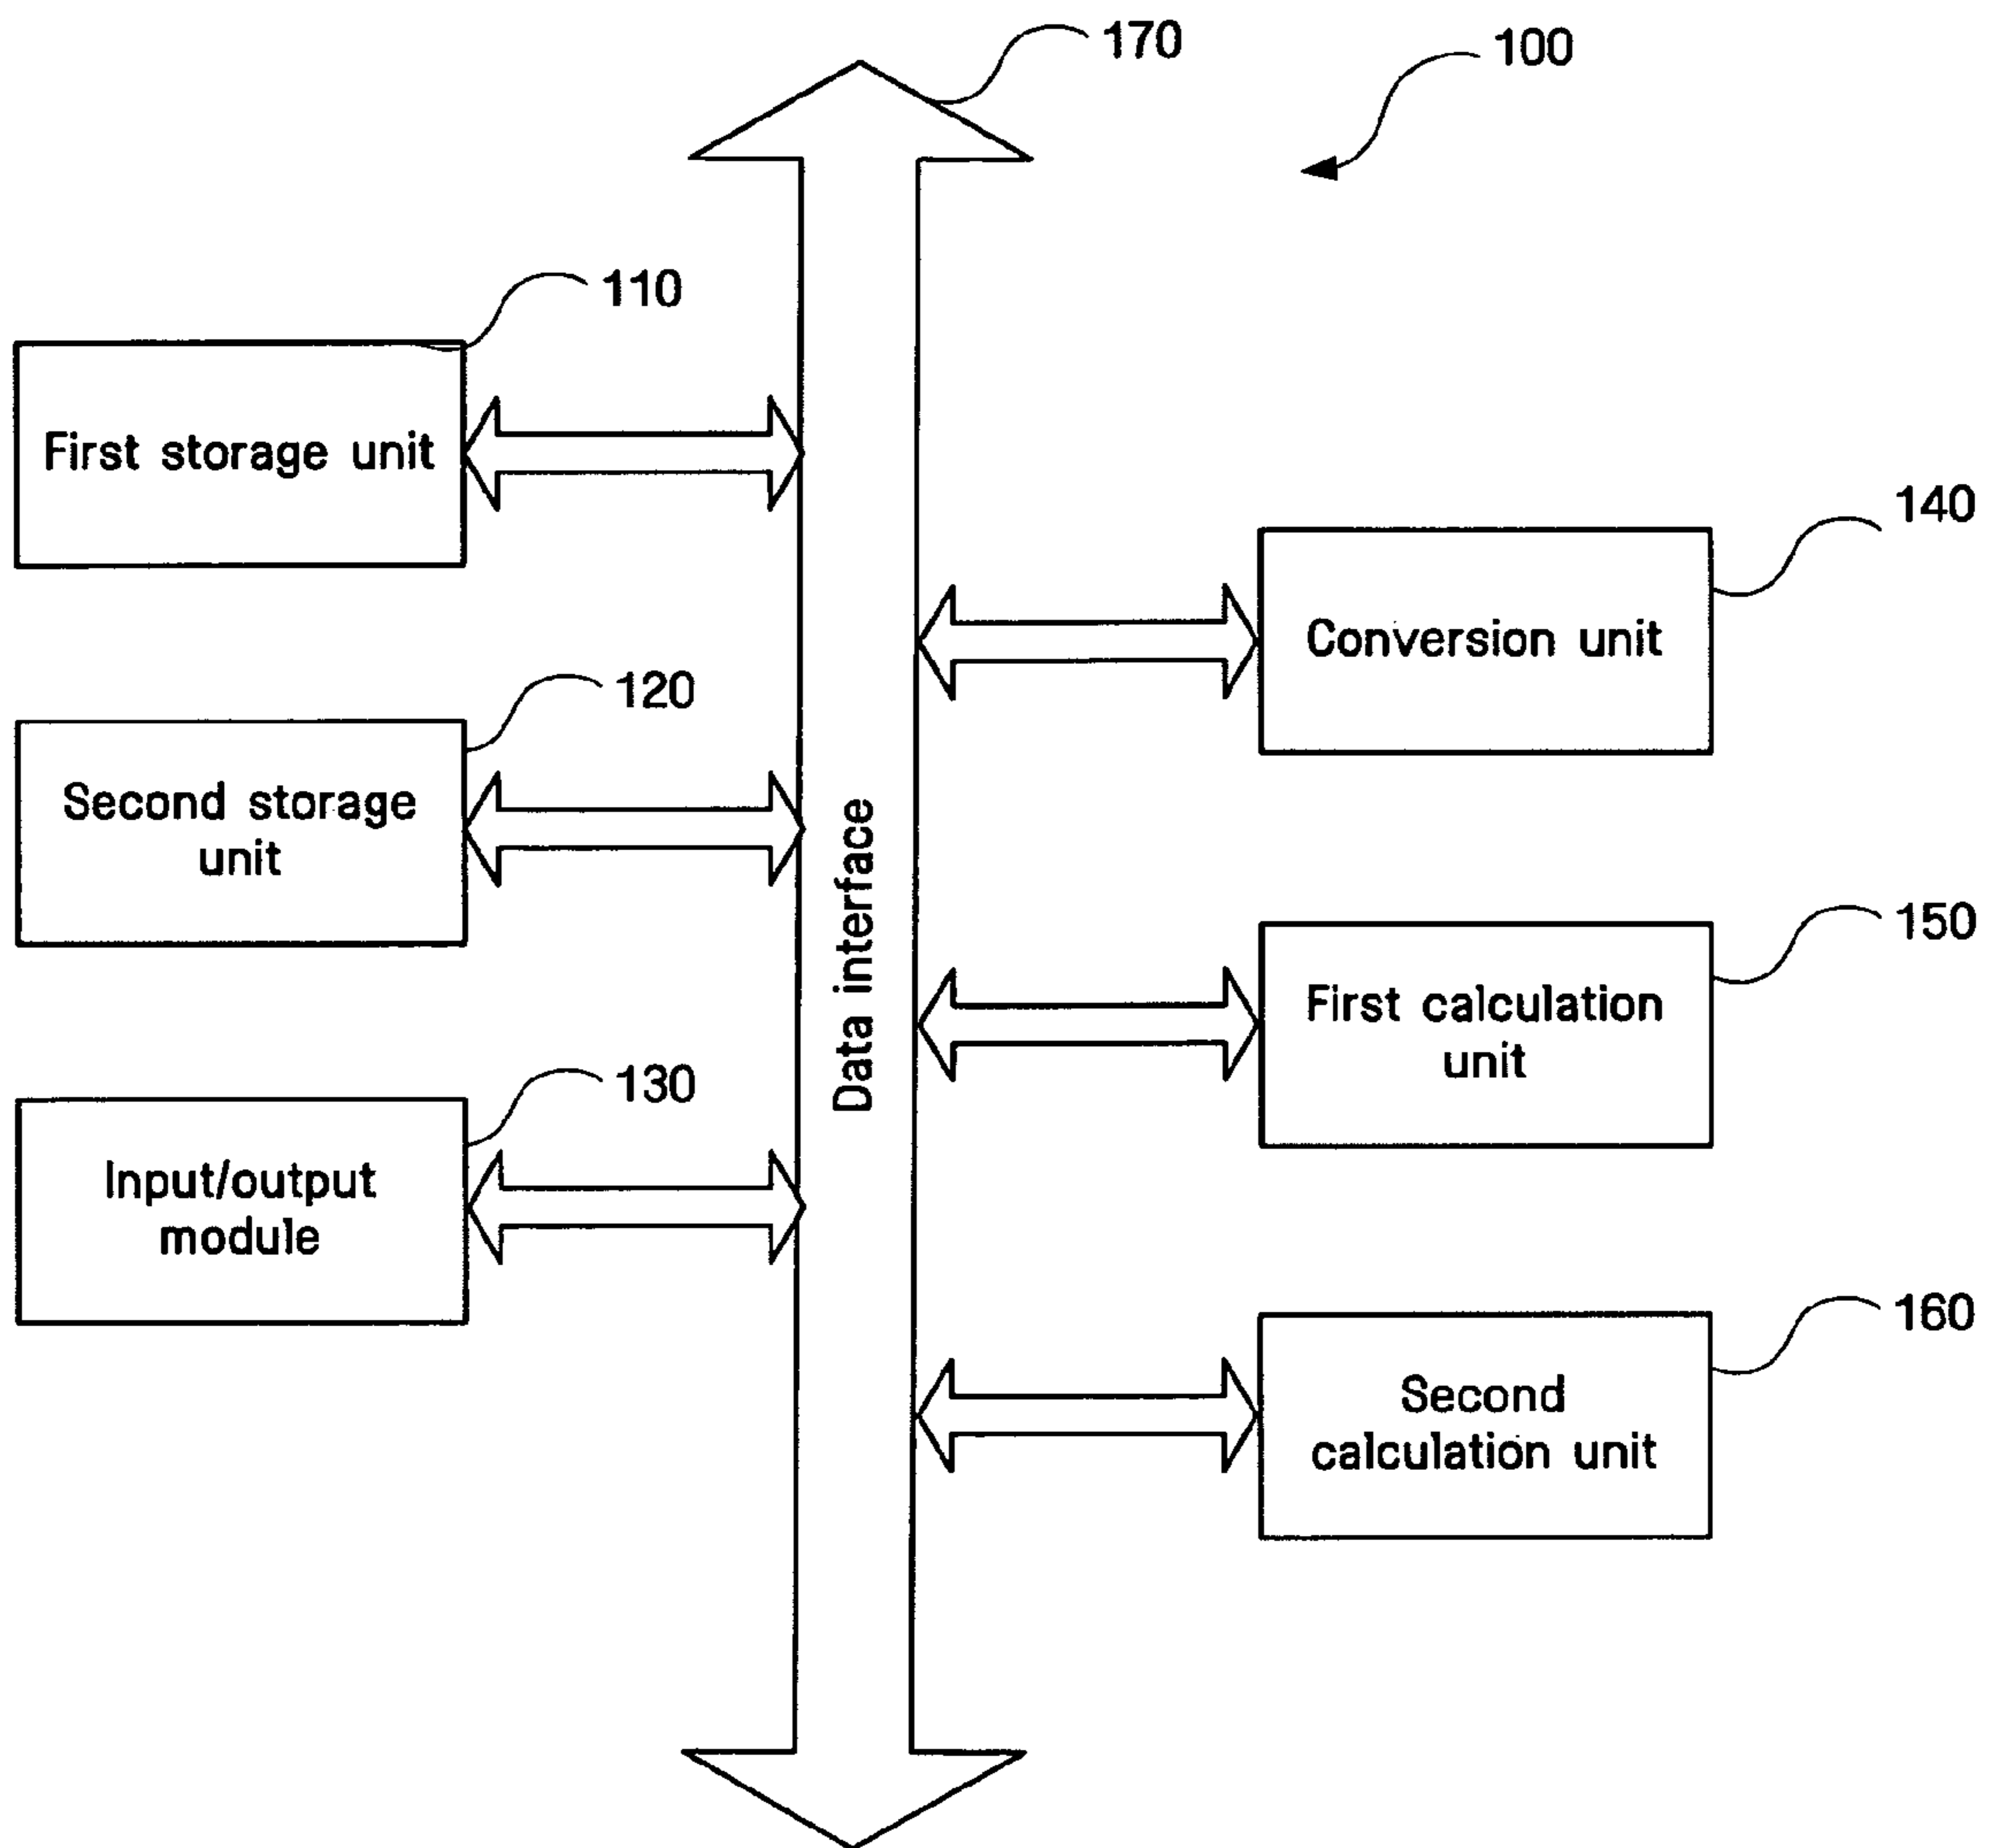 170
100
110
First storage unit
140
Conversion unit
120
Second storage
unit
Data interface
150
First calculation
unit
130
Input/output
module
160
Second
calculation unit